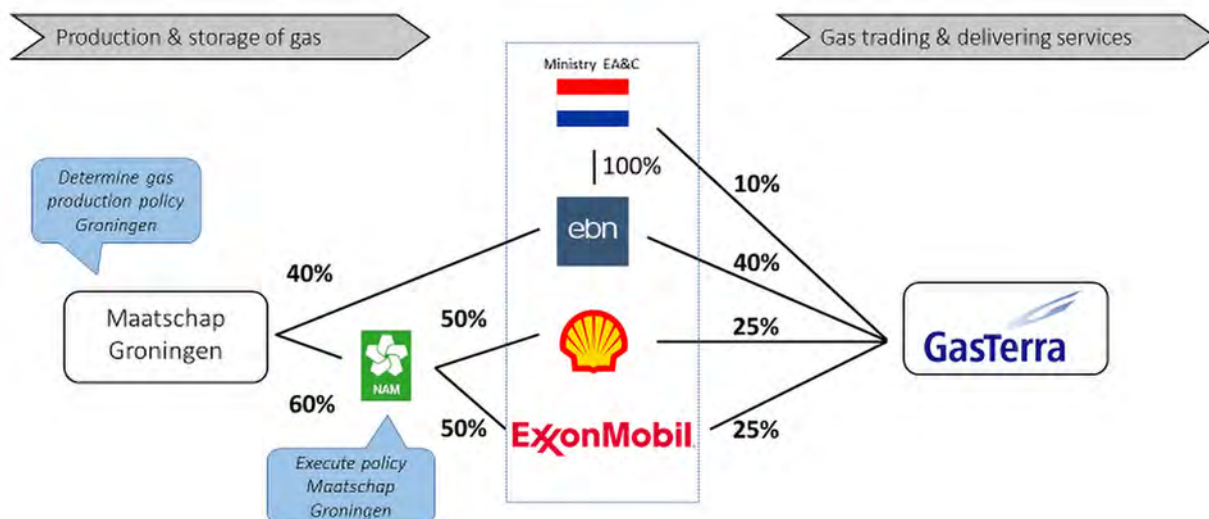 Production & storage of gas
Gas trading & delivering services
Ministry EA&C
100%
10%
Determine gas
production policy
Groningen
ebn
40%
40%
Maatschap
Groningen
50%
25%
GasTerra
NAM
60%
50%
ExxonMobil
25%
Execute policy
Maatschap
Groningen